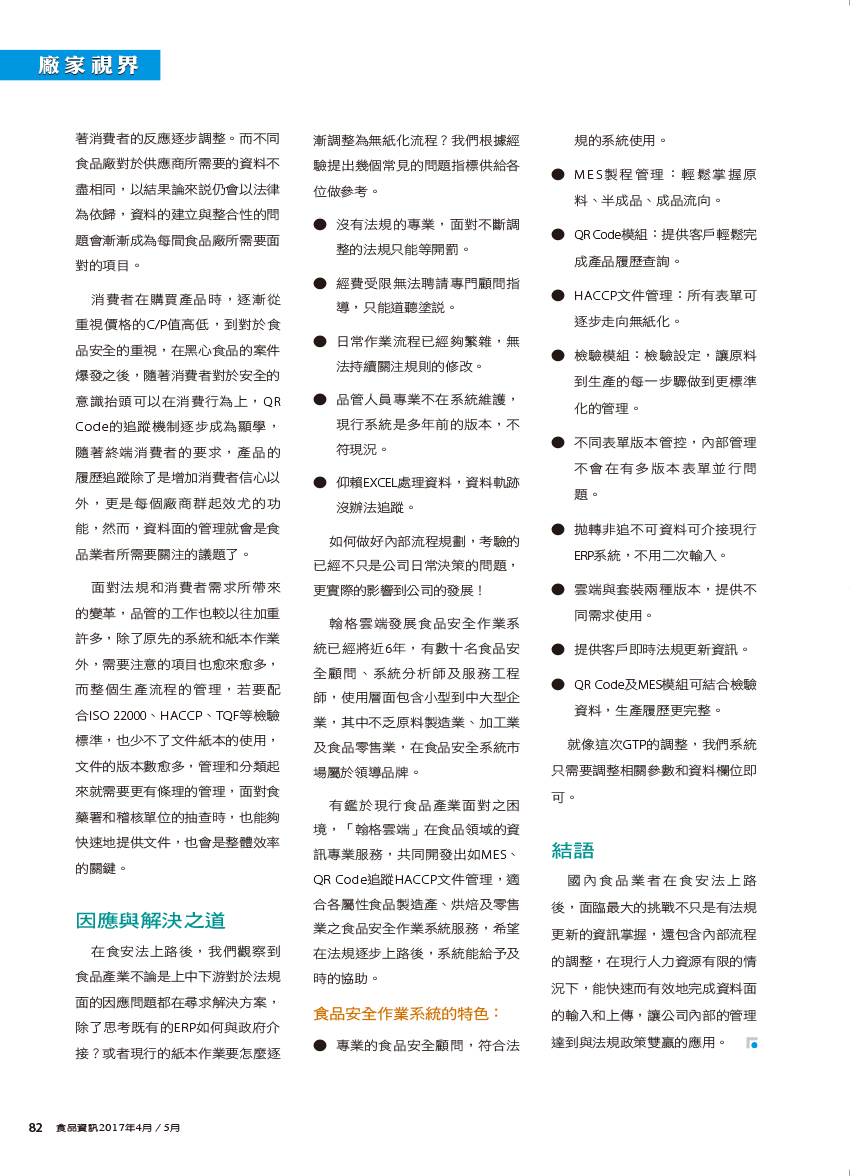 廠家視界
著消費者的反應逐步調整。而不同
食品廠對於供應商所需要的資料不
盡相同，以結果論來說仍會以法律
為依歸，資料的建立與整合性的問
題會漸漸成為每間食品廠所需要面
對的項目。
消費者在購買產品時，逐漸從
重視價格的C/P值高低，到對於食
品安全的重視，在黑心食品的案件
爆發之後，隨著消費者對於安全的
意識抬頭可以在消費行為上，QR
Code的追蹤機制逐步成為顯學，
隨著終端消費者的要求，產品的
履歷追蹤除了是增加消費者信心以
外，更是每個廠商群起效尤的功
能，然而，資料面的管理就會是食
品業者所需要關注的議題了。
面對法規和消費者需求所帶來
的變革，品管的工作也較以往加重
許多，除了原先的系統和紙本作業
外，需要注意的項目也愈來愈多，
而整個生產流程的管理，若要配
合ISO 22000、HACCP、TQF等檢驗
標準，也少不了文件紙本的使用，
文件的版本數愈多，管理和分類起
來就需要更有條理的管理，面對食
藥署和稽核單位的抽查時，也能夠
快速地提供文件，也會是整體效率
的關鍵。
因應與解決之道
在食安法上路後，我們觀察到
食品產業不論是上中下游對於法規
面的因應問題都在尋求解決方案，
除了思考既有的ERP如何與政府介
接？或者現行的紙本作業要怎麼逐
漸調整為無紙化流程？我們根據經
驗提出幾個常見的問題指標供給各
位做參考。
● 沒有法規的專業，面對不斷調
整的法規只能等開罰。
● 經費受限無法聘請專門顧問指
導，只能道聽塗說。
● 日常作業流程已經夠繁雜，無
法持續關注規則的修改。
● 品管人員專業不在系統維護，
現行系統是多年前的版本，不
符現況。
● 仰賴EXCEL處理資料，資料軌跡
沒辦法追蹤。
如何做好內部流程規劃，考驗的
已經不只是公司日常決策的問題，
更實際的影響到公司的發展！
翰格雲端發展食品安全作業系
統已經將近6年，有數十名食品安
全顧問、系統分析師及服務工程
師，使用層面包含小型到中大型企
業，其中不乏原料製造業、加工業
及食品零售業，在食品安全系統市
場屬於領導品牌。
有鑑於現行食品產業面對之困
境，「翰格雲端」在食品領域的資
訊專業服務，共同開發出如MES、
QR Code追蹤HACCP文件管理，適
合各屬性食品製造產、烘焙及零售
業之食品安全作業系統服務，希望
在法規逐步上路後，系統能給予及
時的協助。
食品安全作業系統的特色：
● 專業的食品安全顧問，符合法
規的系統使用。
● MES製程管理：輕鬆掌握原
料、半成品、成品流向。
● QR Code模組：提供客戶輕鬆完
成產品履歷查詢。
● HACCP文件管理：所有表單可
逐步走向無紙化。
● 檢驗模組：檢驗設定，讓原料
到生產的每一步驟做到更標準
化的管理。
● 不同表單版本管控，內部管理
不會在有多版本表單並行問
題。
● 拋轉非追不可資料可介接現行
ERP系統，不用二次輸入。
● 雲端與套裝兩種版本，提供不
同需求使用。
● 提供客戶即時法規更新資訊。
● QR Code及MES模組可結合檢驗
資料，生產履歷更完整。
就像這次GTP的調整，我們系統
只需要調整相關參數和資料欄位即
可。
結語
國內食品業者在食安法上路
後，面臨最大的挑戰不只是有法規
更新的資訊掌握，還包含內部流程
的調整，在現行人力資源有限的情
況下，能快速而有效地完成資料面
的輸入和上傳，讓公司內部的管理
達到與法規政策雙贏的應用。
82 食品資訊2017年4月／5月